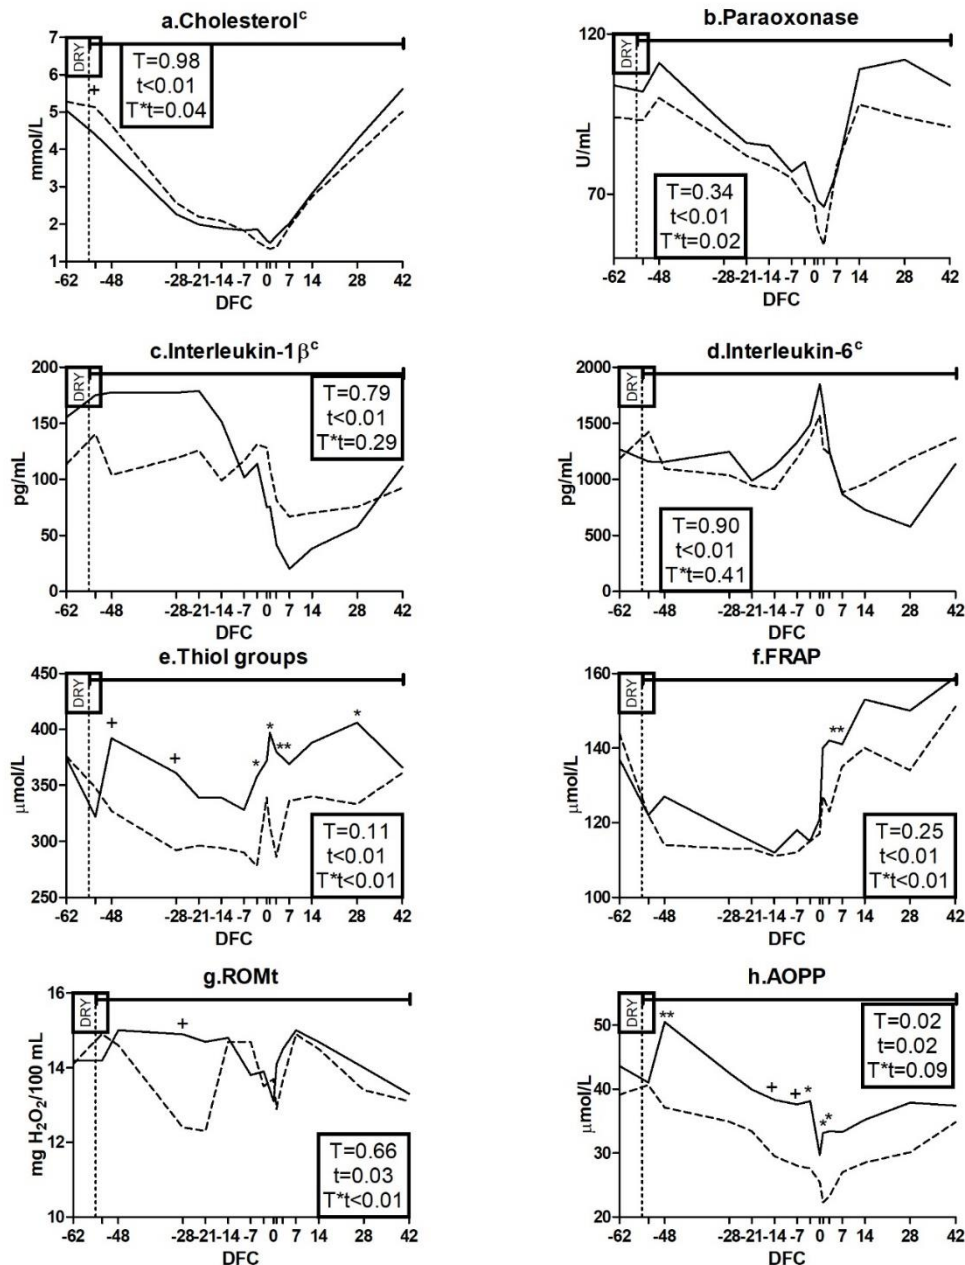 a.Cholesterolᶜ
7
6
5
4
3
2
1
mmol/L
DRY
+
T=0.98
t<0.01
T*t=0.04
-62 -48 -28 -21 -14 -7 0 7 14 28 42
DFC
b.Paraoxonase
120
70
U/mL
DRY
T=0.34
t<0.01
T*t=0.02
-62 -48 -28 -21 -14 -7 0 7 14 28 42
DFC
c.Interleukin-1βᶜ
200
150
100
50
0
pg/mL
DRY
T=0.79
t<0.01
T*t=0.29
-62 -48 -28 -21 -14 -7 0 7 14 28 42
DFC
d.Interleukin-6ᶜ
2000
1500
1000
500
0
pg/mL
DRY
T=0.90
t<0.01
T*t=0.41
-62 -48 -28 -21 -14 -7 0 7 14 28 42
DFC
e.Thiol groups
450
400
350
300
250
μmol/L
DRY
+ + * * ** *
T=0.11
t<0.01
T*t<0.01
-62 -48 -28 -21 -14 -7 0 7 14 28 42
DFC
f.FRAP
160
140
120
100
μmol/L
DRY
**
T=0.25
t<0.01
T*t<0.01
-62 -48 -28 -21 -14 -7 0 7 14 28 42
DFC
g.ROMt
16
14
12
10
mg H₂O₂/100 mL
DRY
+
T=0.66
t=0.03
T*t<0.01
-62 -48 -28 -21 -14 -7 0 7 14 28 42
DFC
h.AOPP
50
40
30
20
μmol/L
DRY
** + + * * *
T=0.02
t=0.02
T*t=0.09
-62 -48 -28 -21 -14 -7 0 7 14 28 42
DFC